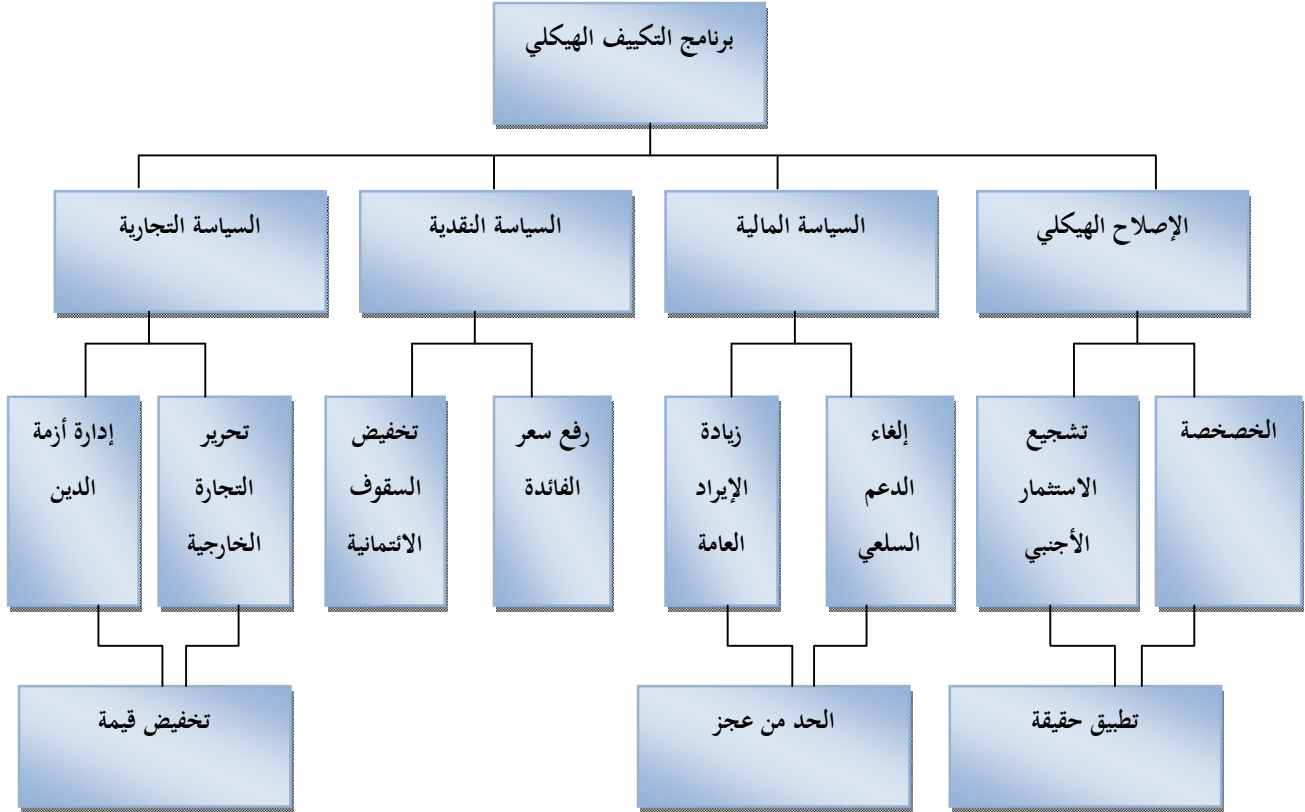 برنامج التكييف الهيكلي
الإصلاح الهيكلي
السياسة المالية
السياسة النقدية
السياسة التجارية
الخصخصة
تشجيع
الاستثمار
الأجنبي
إلغاء
الدعم
السلعي
زيادة
الإيراد
العامة
رفع سعر
الفائدة
تخفيض
السقوف
الائتمانية
تحرير
التجارة
الخارجية
إدارة أزمة
الدين
تطبيق حقيقة
الحد من عجز
تخفيض قيمة